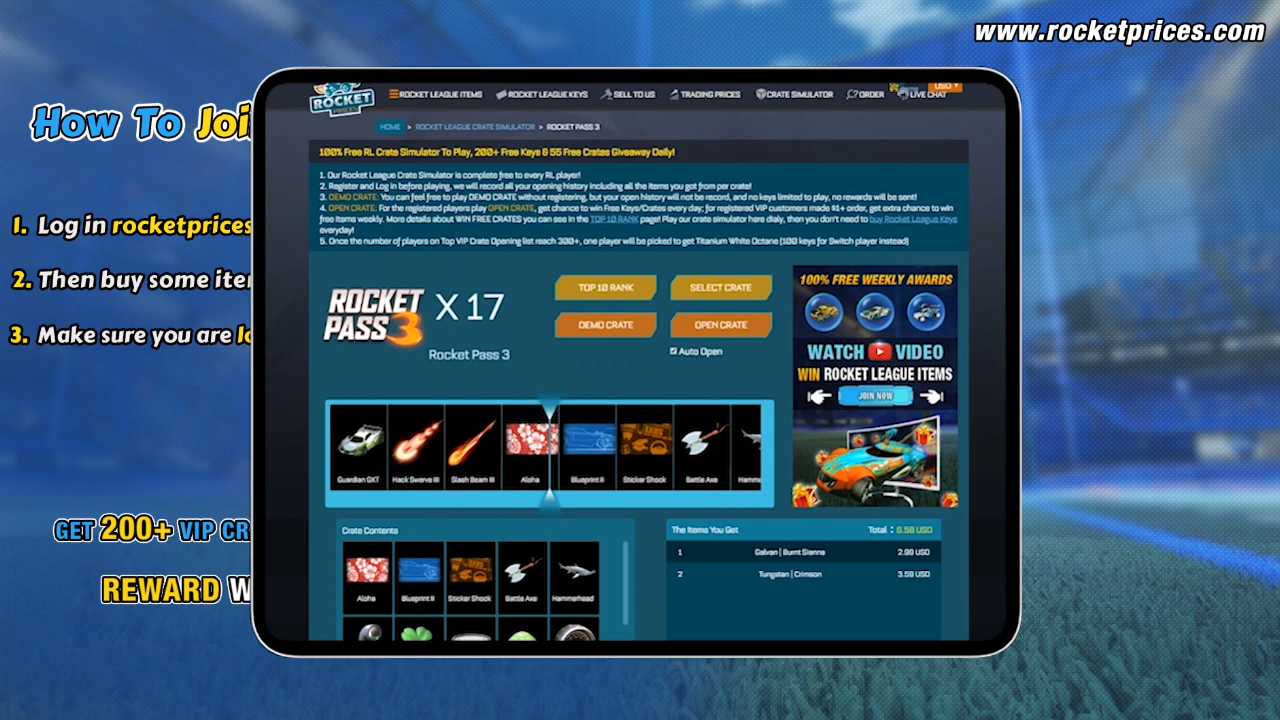 www.rocketprices.com
How To Joi
1. Log in rocketprices
2. Then buy some iter
3. Make sure you are lo
GET 200+ VIP CR
REWARD W
ROCKET
PRICES
ROCKET LEAGUE ITEMS
ROCKET LEAGUE KEYS
SELL TO US
TRADING PRICES
CRATE SIMULATOR
ORDER
USD
LIVE CHAT
HOME > ROCKET LEAGUE CRATE SIMULATOR > ROCKET PASS 3
100% Free RL Crate Simulator To Play, 200+ Free Keys & 55 Free Crates Giveaway Daily!
1. Our Rocket League Crate Simulator is complete free to every RL player!
2. Register and Log in before playing, we will record all your opening history including all the items you got from per crate!
3. DEMO CRATE: You can feel free to play DEMO CRATE without registering, but your open history will not be record, and no keys limited to play, no rewards will be sent!
4. OPEN CRATE: For the registered players play OPEN CRATE, get chance to win Free Keys/Crates every day; for registered VIP customers made $1+ order, get extra chance to win
free items weekly. More details about WIN FREE CRATES you can see in the TOP 10 RANK page! Play our crate simulator here dialy, then you don't need to buy Rocket League Keys
everyday!
5. Once the number of players on Top VIP Crate Opening list reach 300+, one player will be picked to get Titanium White Octane (100 keys for Switch player instead)
ROCKET
PASS 3
X 17
Rocket Pass 3
TOP 10 RANK
SELECT CRATE
DEMO CRATE
OPEN CRATE
Auto Open
100% FREE WEEKLY AWARDS
WATCH VIDEO
WIN ROCKET LEAGUE ITEMS
JOIN NOW
Guardian GXT
Hack Swerve III
Slash Beam III
Aloha
Blueprint II
Sticker Shock
Battle Axe
Hamme
Crate Contents
Aloha
Blueprint II
Sticker Shock
Battle Axe
Hammerhead
The Items You Get
Total : 6.58 USD
1 Galvan | Burnt Sienna 2.99 USD
2 Tungsten | Crimson 3.59 USD